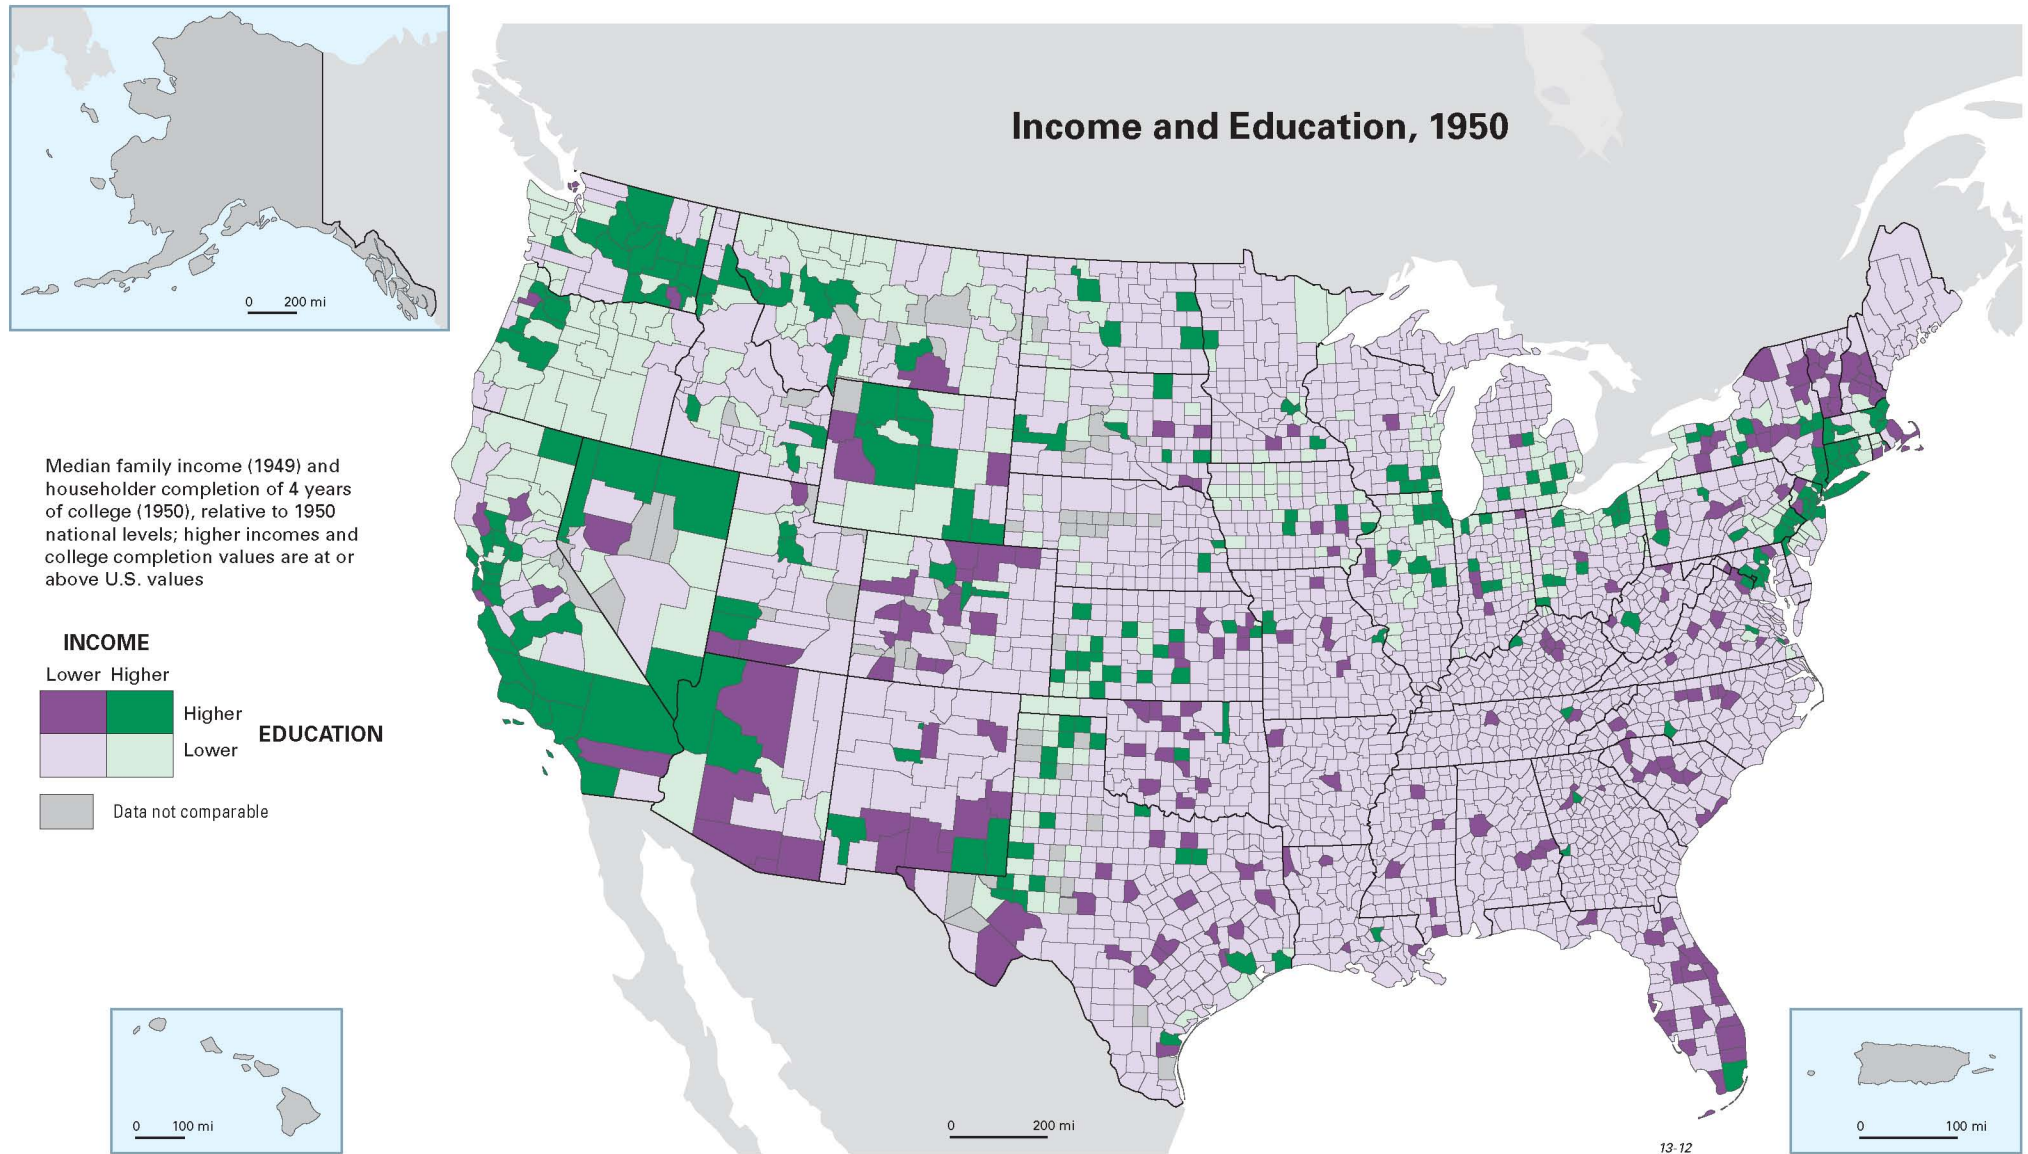 Income and Education, 1950
0 200 mi
Median family income (1949) and
householder completion of 4 years
of college (1950), relative to 1950
national levels; higher incomes and
college completion values are at or
above U.S. values
INCOME
Lower Higher
Higher
EDUCATION
Lower
Data not comparable
0 100 mi
0 200 mi
0 100 mi
13-12